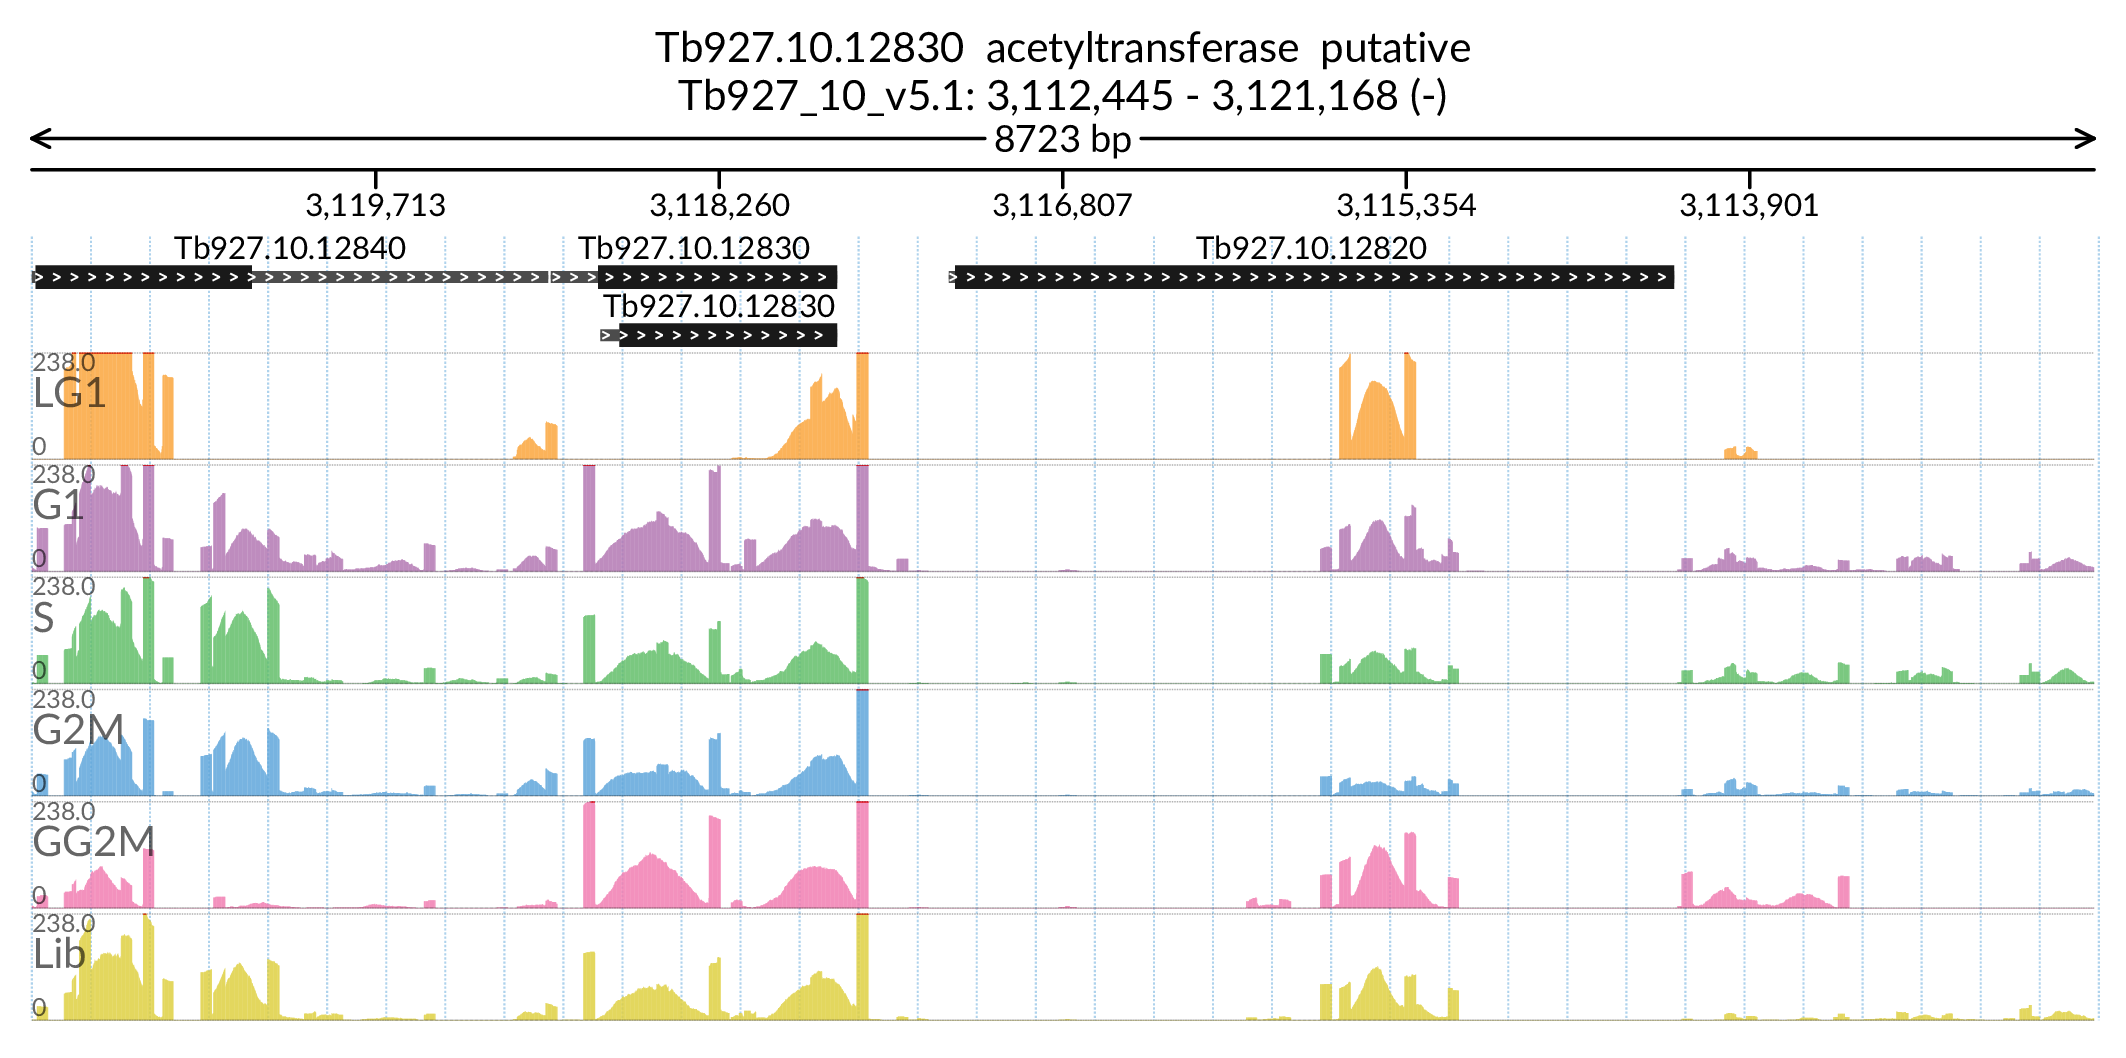 Tb927.10.12830 acetyltransferase putative
Tb927_10_v5.1: 3,112,445 - 3,121,168 (-)
8723 bp
3,119,713 3,118,260 3,116,807 3,115,354 3,113,901
Tb927.10.12840 Tb927.10.12830 Tb927.10.12820
Tb927.10.12830
238.0
LG1
0
238.0
G1
0
238.0
S
0
238.0
G2M
0
238.0
GG2M
0
238.0
Lib
0